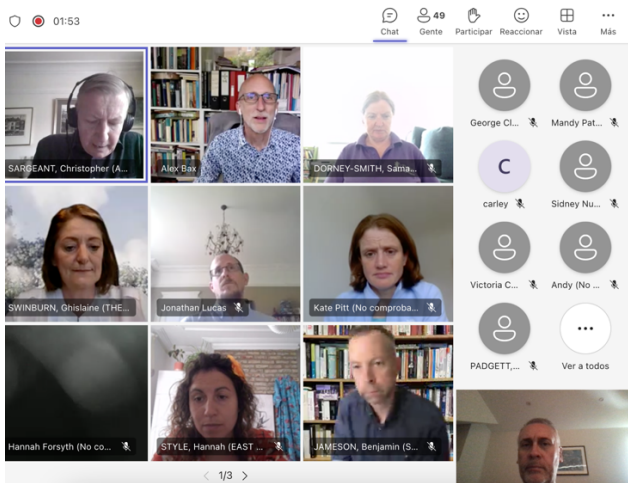 01:53
49
Chat
Gente
Participar
Reaccionar
Vista
Más
SARGEANT, Christopher (A...
Alex Bax
DORNEY-SMITH, Sama...
George Cl...
Mandy Pat...
C
carley
Sidney Nu...
SWINBURN, Ghislaine (THE...
Jonathan Lucas
Kate Pitt (No comproba...
Victoria C...
Andy (No ...
PADGETT,...
Ver a todos
Hannah Forsyth (No co...
STYLE, Hannah (EAST ...
JAMESON, Benjamin (S...
1/3